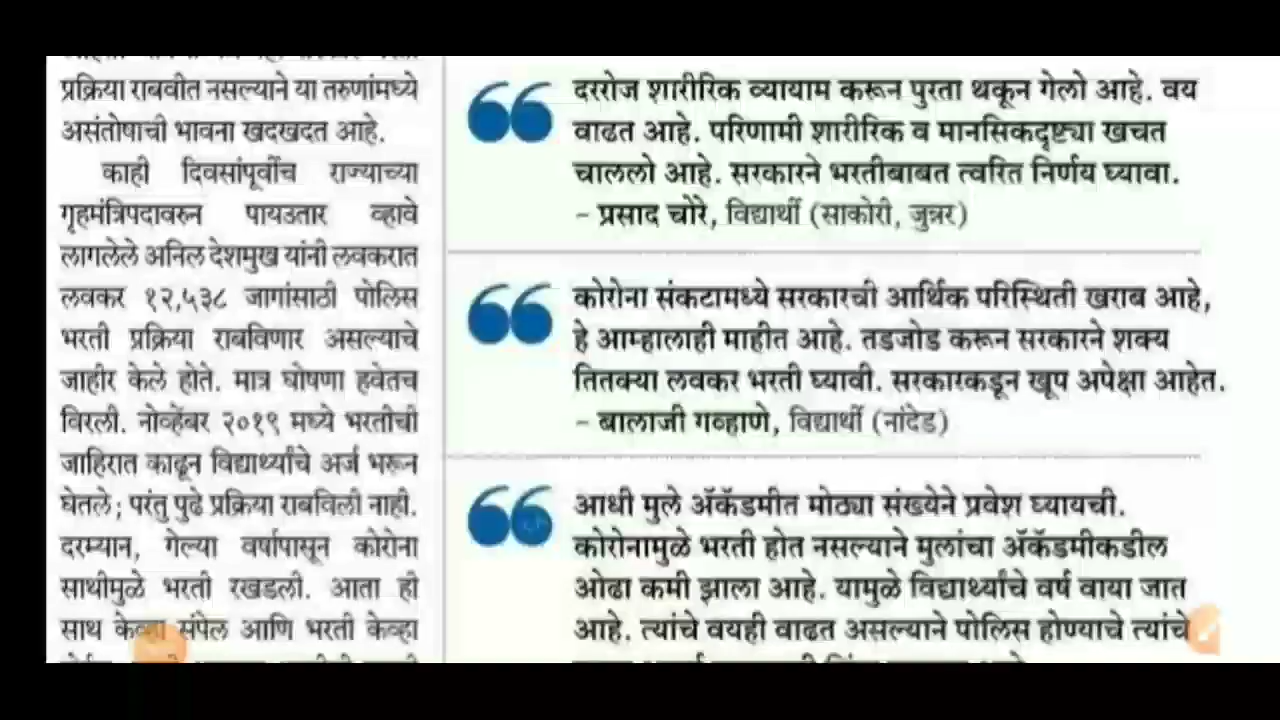 प्रक्रिया राबवीत नसल्याने या तरुणांमध्ये
असंतोषाची भावना खदखदत आहे.
काही दिवसांपूर्वीच राज्याच्या
गृहमंत्रिपदावरुन पायउतार व्हावे
लागलेले अनिल देशमुख यांनी लवकरात
लवकर १२,५३८ जागांसाठी पोलिस
भरती प्रक्रिया राबविणार असल्याचे
जाहीर केले होते. मात्र घोषणा हवेतच
विरली. नोव्हेंबर २०१९ मध्ये भरतीची
जाहिरात काढून विद्यार्थ्यांचे अर्ज भरून
घेतले; परंतु पुढे प्रक्रिया राबविली नाही.
दरम्यान, गेल्या वर्षापासून कोरोना
साथीमुळे भरती रखडली. आता ही
साथ केव्हा संपेल आणि भरती केव्हा
दररोज शारीरिक व्यायाम करून पुरता थकून गेलो आहे. वय
वाढत आहे. परिणामी शारीरिक व मानसिकदृष्ट्या खचत
चाललो आहे. सरकारने भरतीबाबत त्वरित निर्णय घ्यावा.
- प्रसाद चोरे, विद्यार्थी (साकोरी, जुन्नर)
कोरोना संकटामध्ये सरकारची आर्थिक परिस्थिती खराब आहे,
हे आम्हालाही माहीत आहे. तडजोड करून सरकारने शक्य
तितक्या लवकर भरती घ्यावी. सरकारकडून खूप अपेक्षा आहेत.
- बालाजी गव्हाणे, विद्यार्थी (नांदेड)
आधी मुले ॲकॅडमीत मोठ्या संख्येने प्रवेश घ्यायची.
कोरोनामुळे भरती होत नसल्याने मुलांचा ॲकॅडमीकडील
ओढा कमी झाला आहे. यामुळे विद्यार्थ्यांचे वर्ष वाया जात
आहे. त्यांचे वयही वाढत असल्याने पोलिस होण्याचे त्यांचे